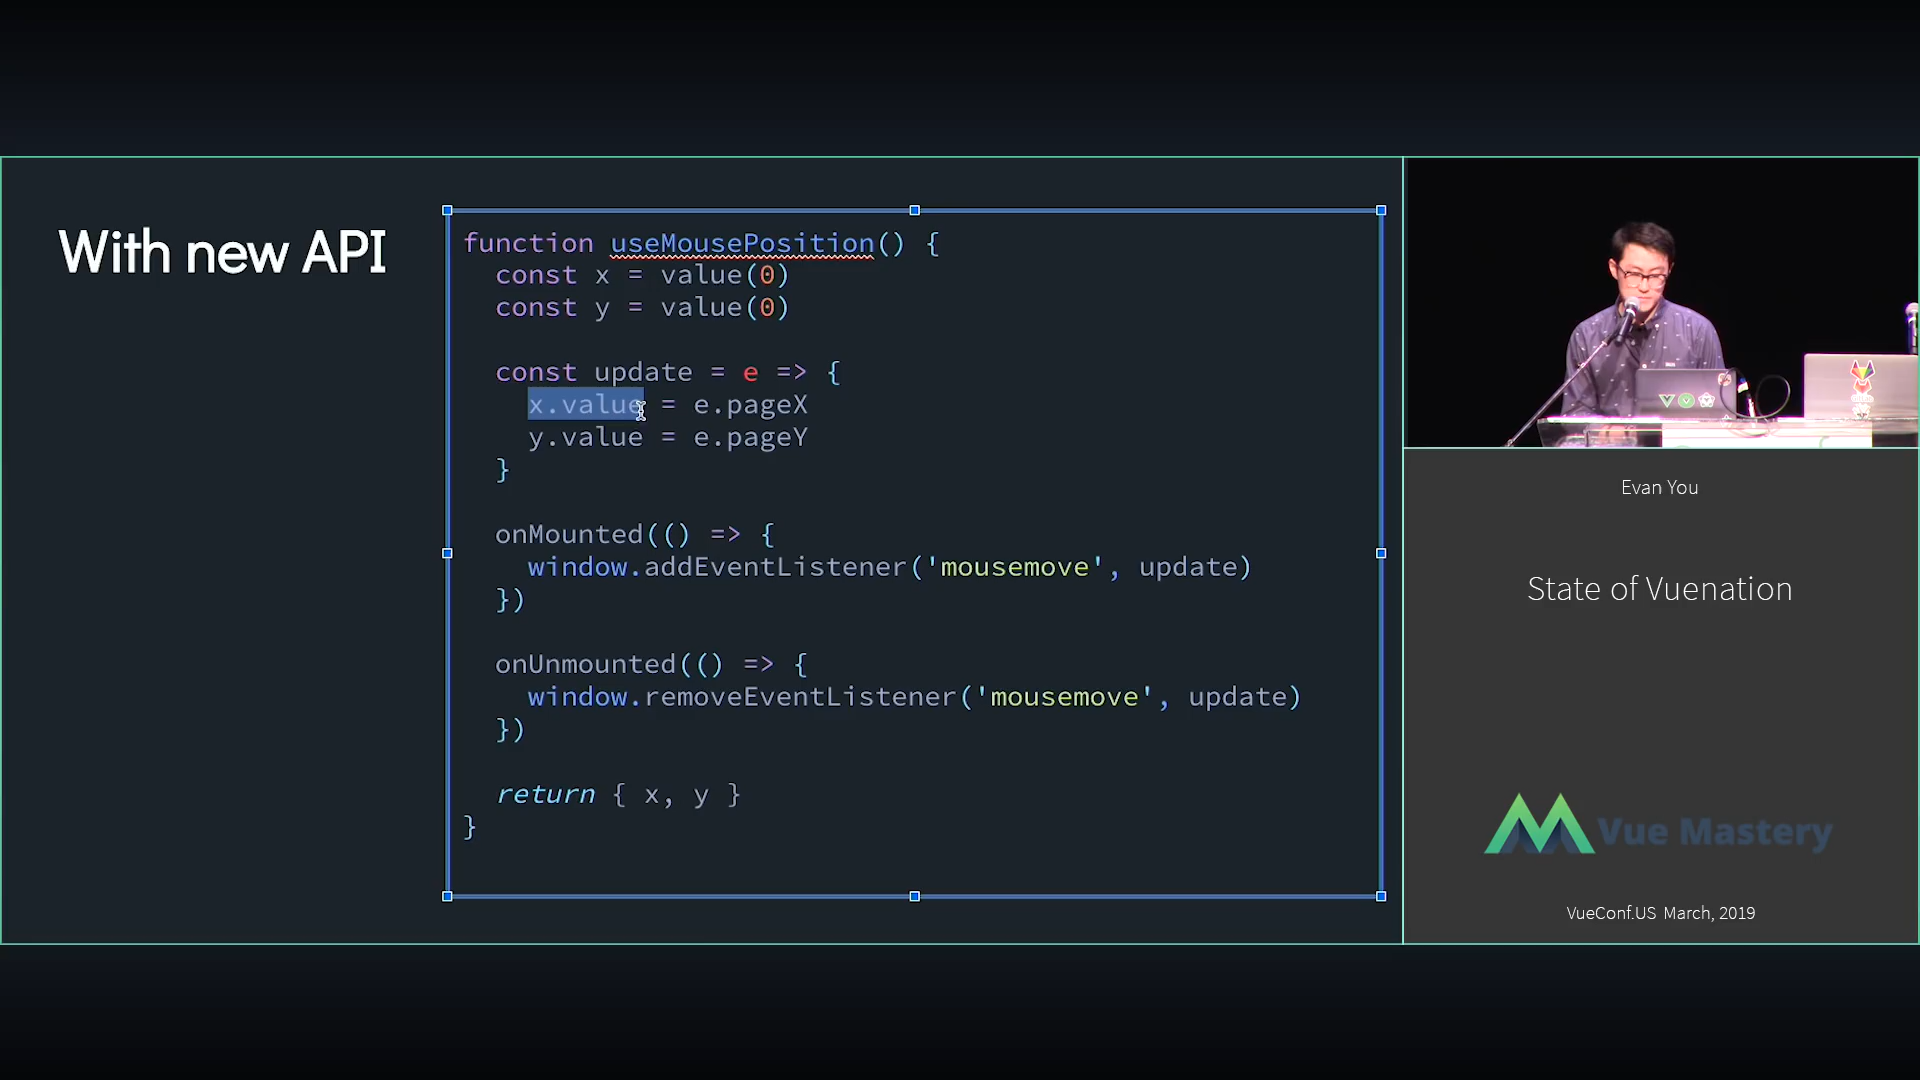 With new API
function useMousePosition() {
  const x = value(0)
  const y = value(0)
  const update = e => {
    x.value = e.pageX
    y.value = e.pageY
  }
  onMounted(() => {
    window.addEventListener('mousemove', update)
  })
  onUnmounted(() => {
    window.removeEventListener('mousemove', update)
  })
  return { x, y }
}
Evan You
State of Vuenation
Vue Mastery
VueConf.US March, 2019